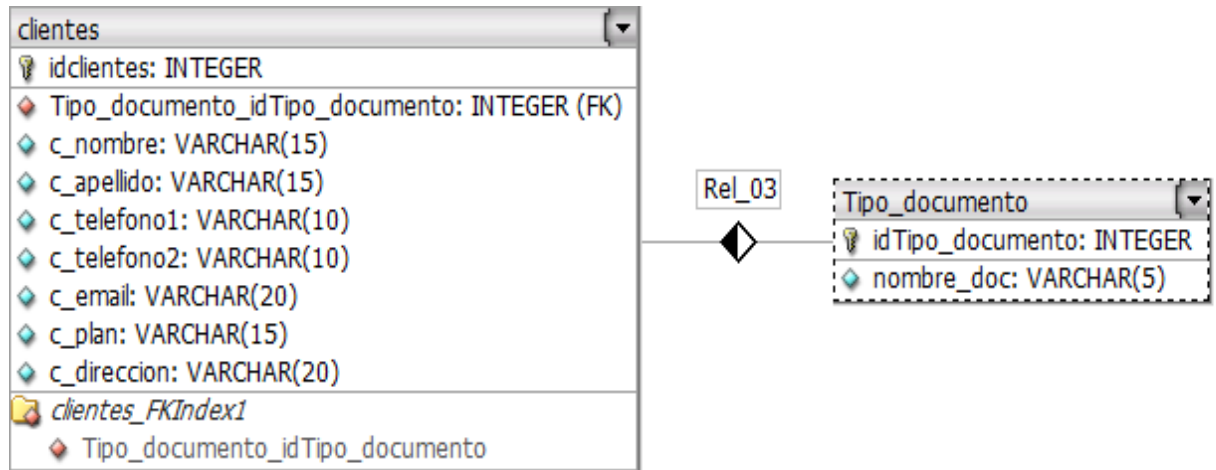 clientes
idclientes: INTEGER
Tipo_documento_idTipo_documento: INTEGER (FK)
c_nombre: VARCHAR(15)
c_apellido: VARCHAR(15)
c_telefono1: VARCHAR(10)
c_telefono2: VARCHAR(10)
c_email: VARCHAR(20)
c_plan: VARCHAR(15)
c_direccion: VARCHAR(20)
clientes_FKIndex1
Tipo_documento_idTipo_documento
Rel_03
Tipo_documento
idTipo_documento: INTEGER
nombre_doc: VARCHAR(5)